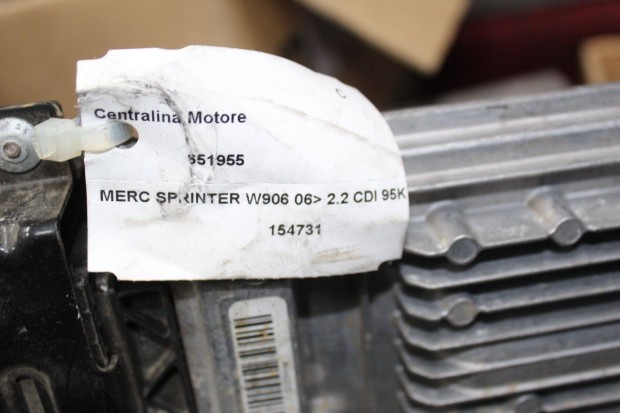 Centralina Motore
651955
MERC SPRINTER W906 06> 2.2 CDI 95K
154731